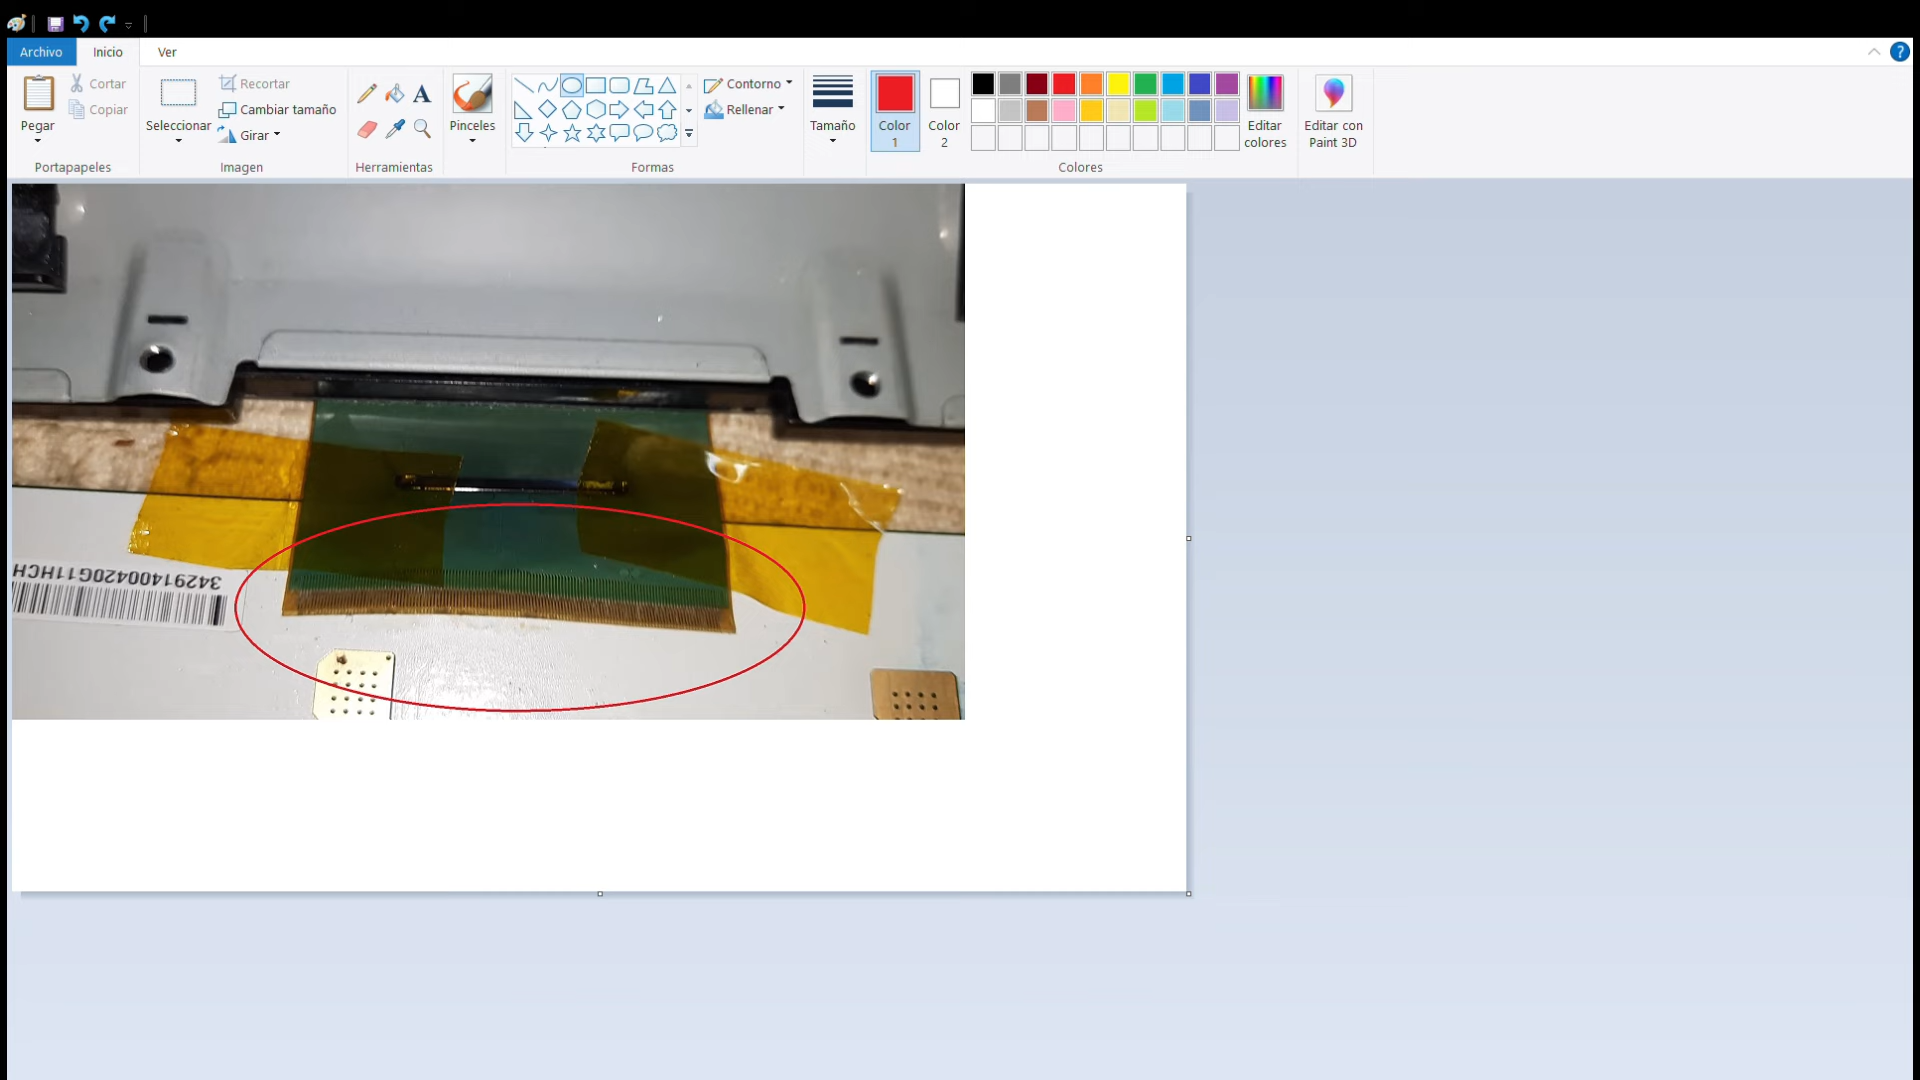 Archivo Inicio Ver
Pegar
Cortar
Copiar
Portapapeles
Seleccionar
Recortar
Cambiar tamaño
Girar
Imagen
A
Herramientas
Pinceles
Contorno
Rellenar
Formas
Tamaño
Color
1
Color
2
Editar
colores
Colores
Editar con
Paint 3D
?
34291400420G11HCH